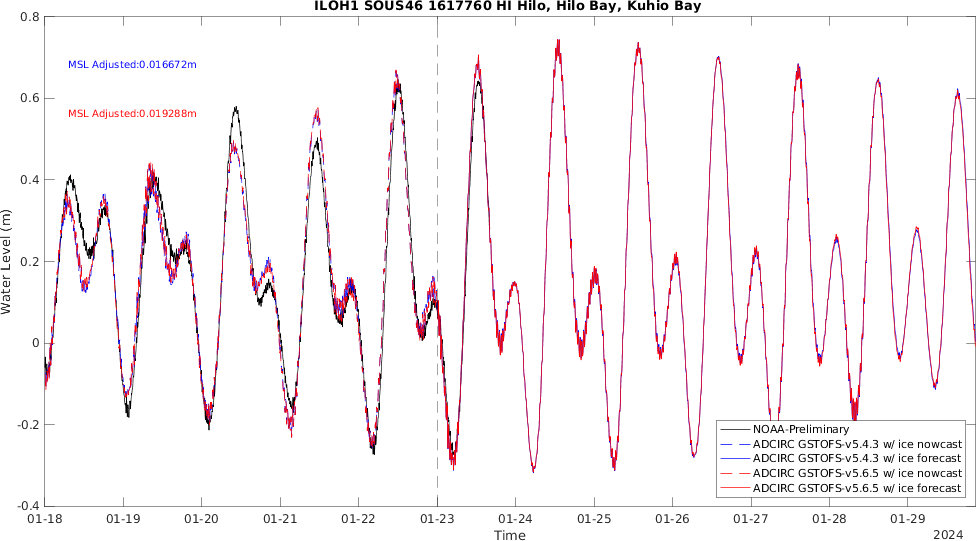 ILOH1 SOUS46 1617760 HI Hilo, Hilo Bay, Kuhio Bay
MSL Adjusted:0.016672m
MSL Adjusted:0.019288m
Water Level (m)
0.8
0.6
0.4
0.2
0
-0.2
-0.4
NOAA-Preliminary
ADCIRC GSTOFS-v5.4.3 w/ ice nowcast
ADCIRC GSTOFS-v5.4.3 w/ ice forecast
ADCIRC GSTOFS-v5.6.5 w/ ice nowcast
ADCIRC GSTOFS-v5.6.5 w/ ice forecast
01-18 01-19 01-20 01-21 01-22 01-23 01-24 01-25 01-26 01-27 01-28 01-29
Time
2024